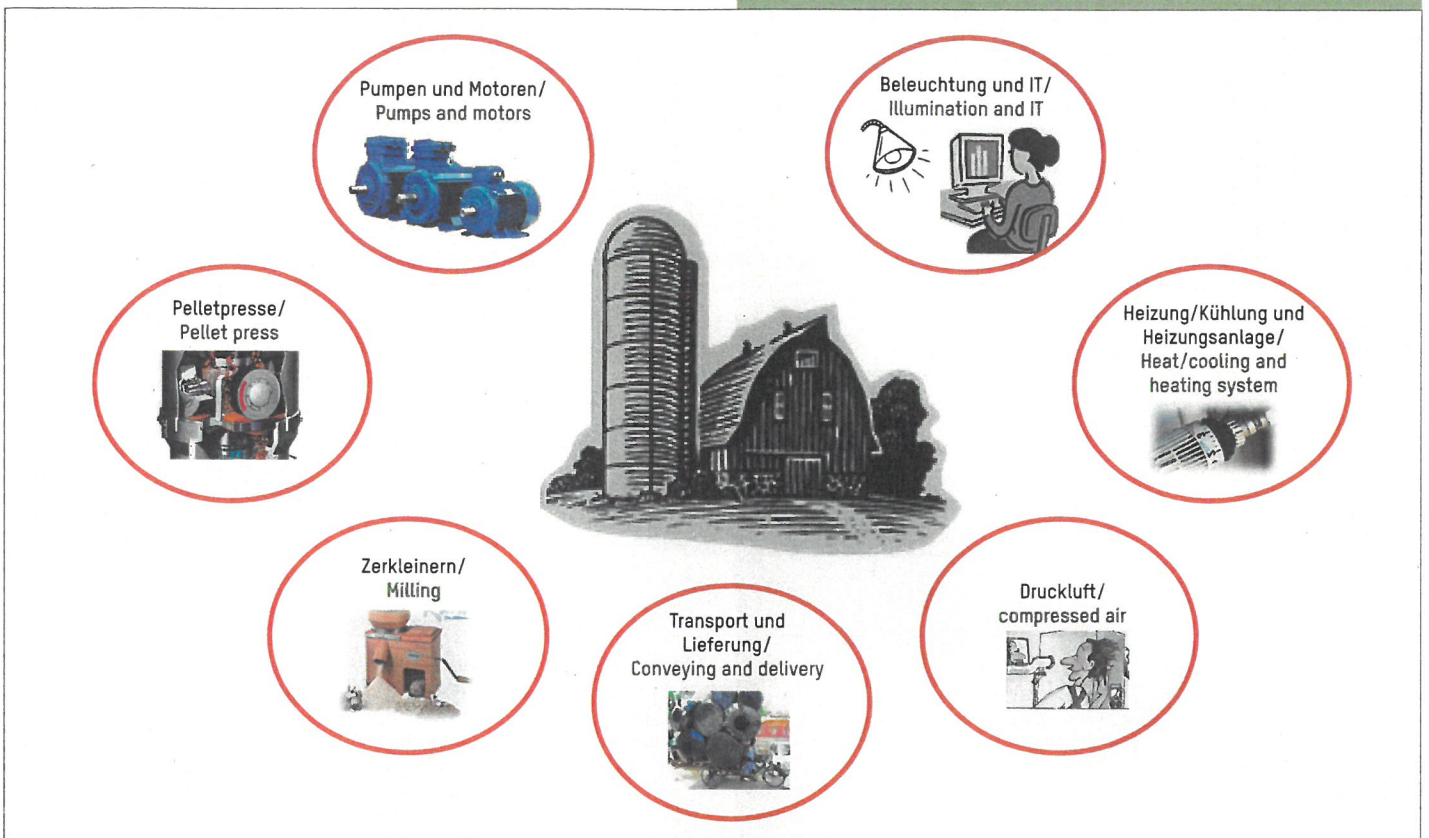 Pumpen und Motoren/
Pumps and motors
Beleuchtung und IT/
Illumination and IT
Pelletpresse/
Pellet press
Heizung/Kühlung und
Heizungsanlage/
Heat/cooling and
heating system
Zerkleinern/
Milling
Transport und
Lieferung/
Conveying and delivery
Druckluft/
compressed air